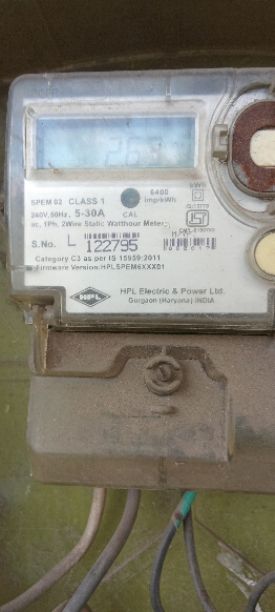 SPEM 02 CLASS 1
6400 imp/kWh
kWh
240V, 50Hz, 5-30A CAL
ac, 1Ph, 2Wire Static Watthour Meter
S.No. L 122795
Category C3 as per IS 15959:2011
Firmware Version:HPLSPEM6XXX01
HPL HPL Electric & Power Ltd.
Gurgaon (Haryana) INDIA